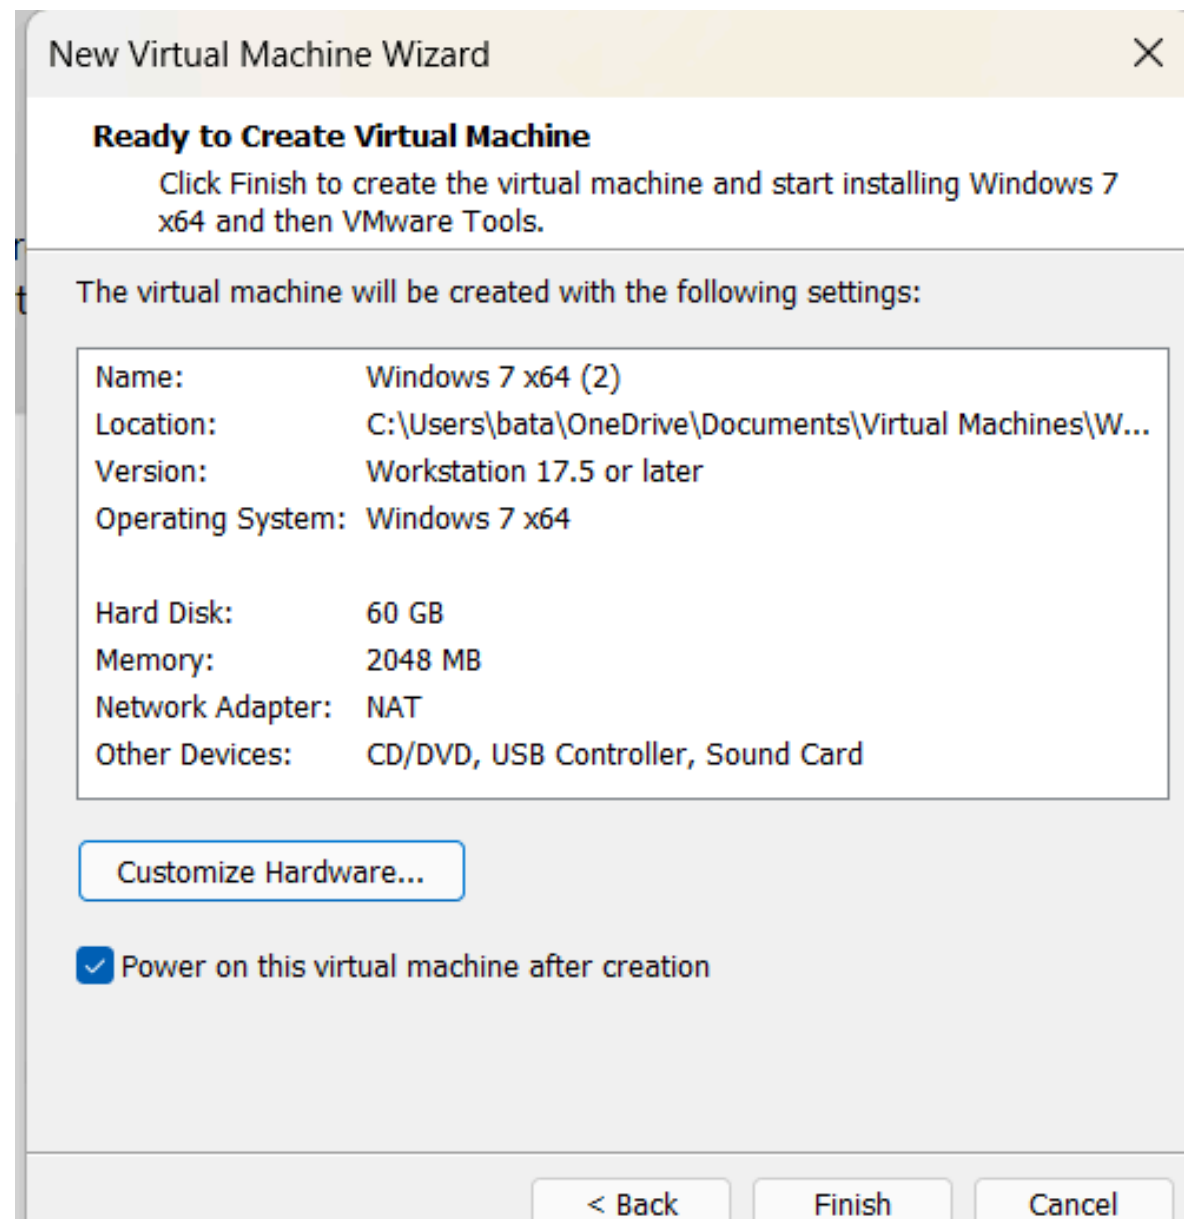 New Virtual Machine Wizard
Ready to Create Virtual Machine
Click Finish to create the virtual machine and start installing Windows 7
x64 and then VMware Tools.
The virtual machine will be created with the following settings:
Name: Windows 7 x64 (2)
Location: C:\Users\bata\OneDrive\Documents\Virtual Machines\W...
Version: Workstation 17.5 or later
Operating System: Windows 7 x64
Hard Disk: 60 GB
Memory: 2048 MB
Network Adapter: NAT
Other Devices: CD/DVD, USB Controller, Sound Card
Customize Hardware...
Power on this virtual machine after creation
< Back Finish Cancel